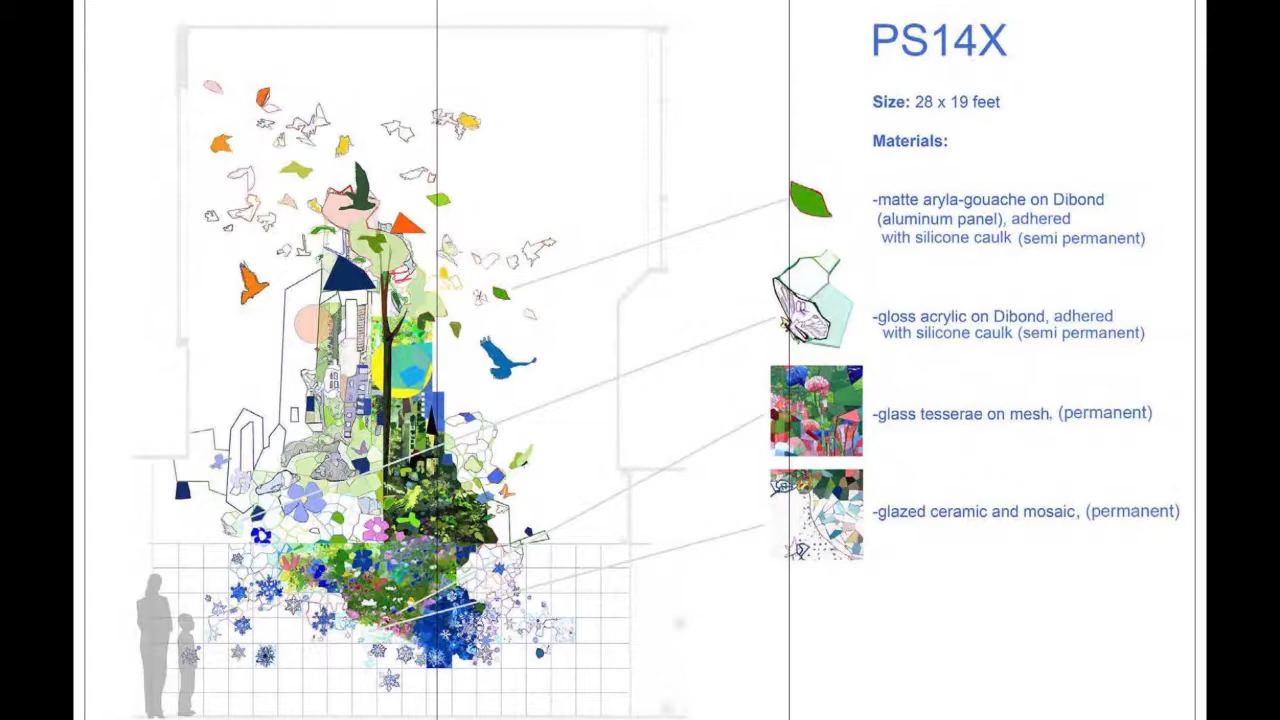 PS14X
Size: 28 x 19 feet
Materials:
-matte aryla-gouache on Dibond
(aluminum panel), adhered
with silicone caulk (semi permanent)
-gloss acrylic on Dibond, adhered
with silicone caulk (semi permanent)
-glass tesserae on mesh, (permanent)
-glazed ceramic and mosaic, (permanent)